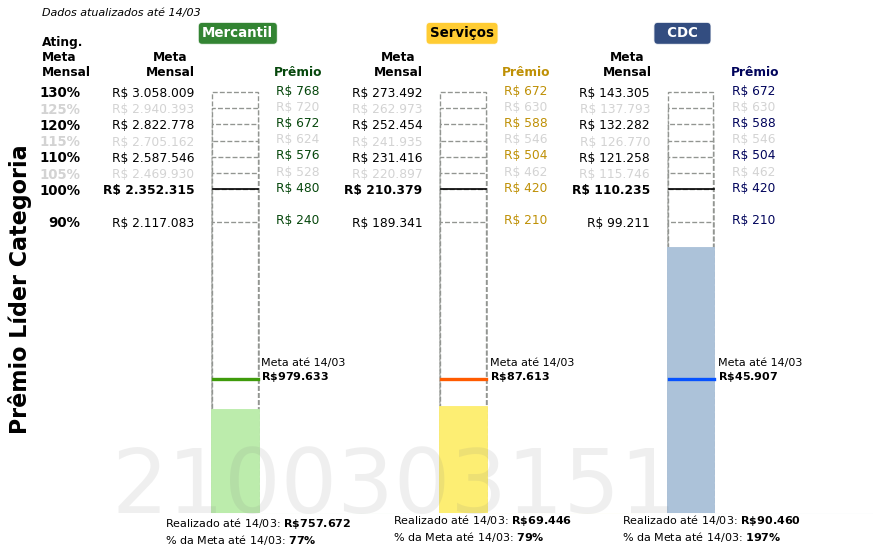 Dados atualizados até 14/03
Mercantil Serviços CDC
Ating.
Meta
Mensal
Meta
Mensal Prêmio Meta
Mensal Prêmio Meta
Mensal Prêmio
130% R$ 3.058.009 R$ 768 R$ 273.492 R$ 672 R$ 143.305 R$ 672
125% R$ 2.940.393 R$ 720 R$ 262.973 R$ 630 R$ 137.793 R$ 630
120% R$ 2.822.778 R$ 672 R$ 252.454 R$ 588 R$ 132.282 R$ 588
115% R$ 2.705.162 R$ 624 R$ 241.935 R$ 546 R$ 126.770 R$ 546
110% R$ 2.587.546 R$ 576 R$ 231.416 R$ 504 R$ 121.258 R$ 504
105% R$ 2.469.930 R$ 528 R$ 220.897 R$ 462 R$ 115.746 R$ 462
100% R$ 2.352.315 R$ 480 R$ 210.379 R$ 420 R$ 110.235 R$ 420
90% R$ 2.117.083 R$ 240 R$ 189.341 R$ 210 R$ 99.211 R$ 210
Prêmio Líder Categoria
Meta até 14/03 Meta até 14/03 Meta até 14/03
R$979.633 R$87.613 R$45.907
2100303151
Realizado até 14/03: R$757.672 Realizado até 14/03: R$69.446 Realizado até 14/03: R$90.460
% da Meta até 14/03: 77% % da Meta até 14/03: 79% % da Meta até 14/03: 197%